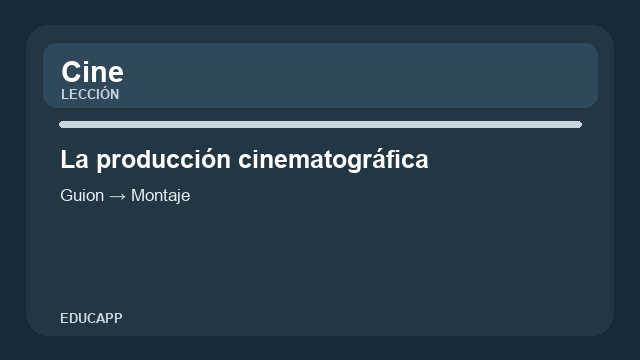 Cine
LECCIÓN
La producción cinematográfica
Guion → Montaje
EDUCAPP